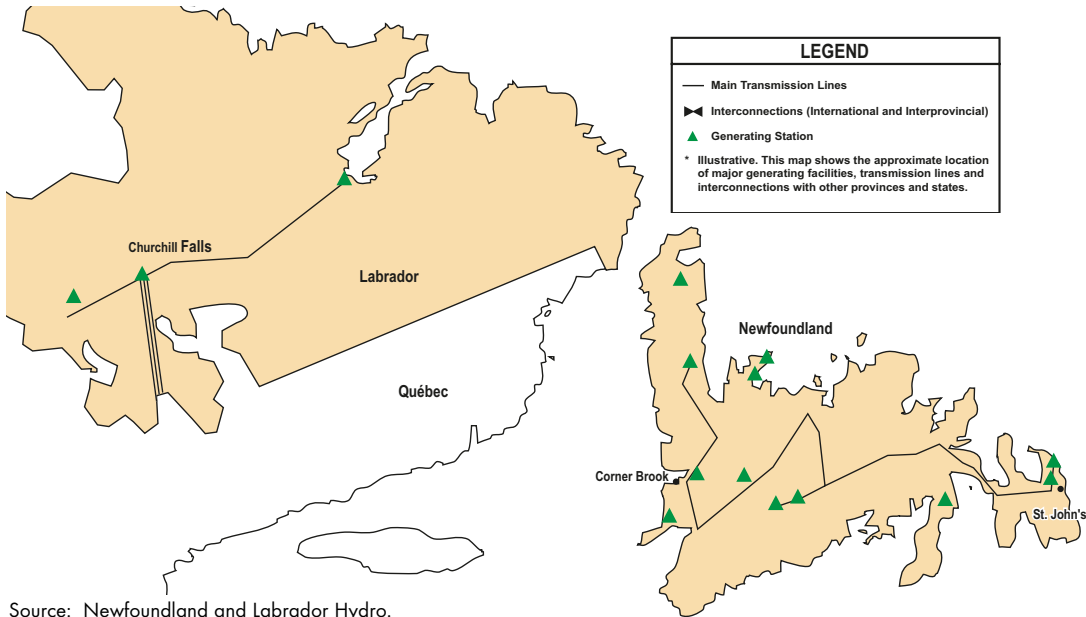 LEGEND
Main Transmission Lines
Interconnections (International and Interprovincial)
Generating Station
* Illustrative. This map shows the approximate location
of major generating facilities, transmission lines and
interconnections with other provinces and states.
Churchill Falls
Labrador
Newfoundland
Québec
Corner Brook
St. John's
Source: Newfoundland and Labrador Hydro.